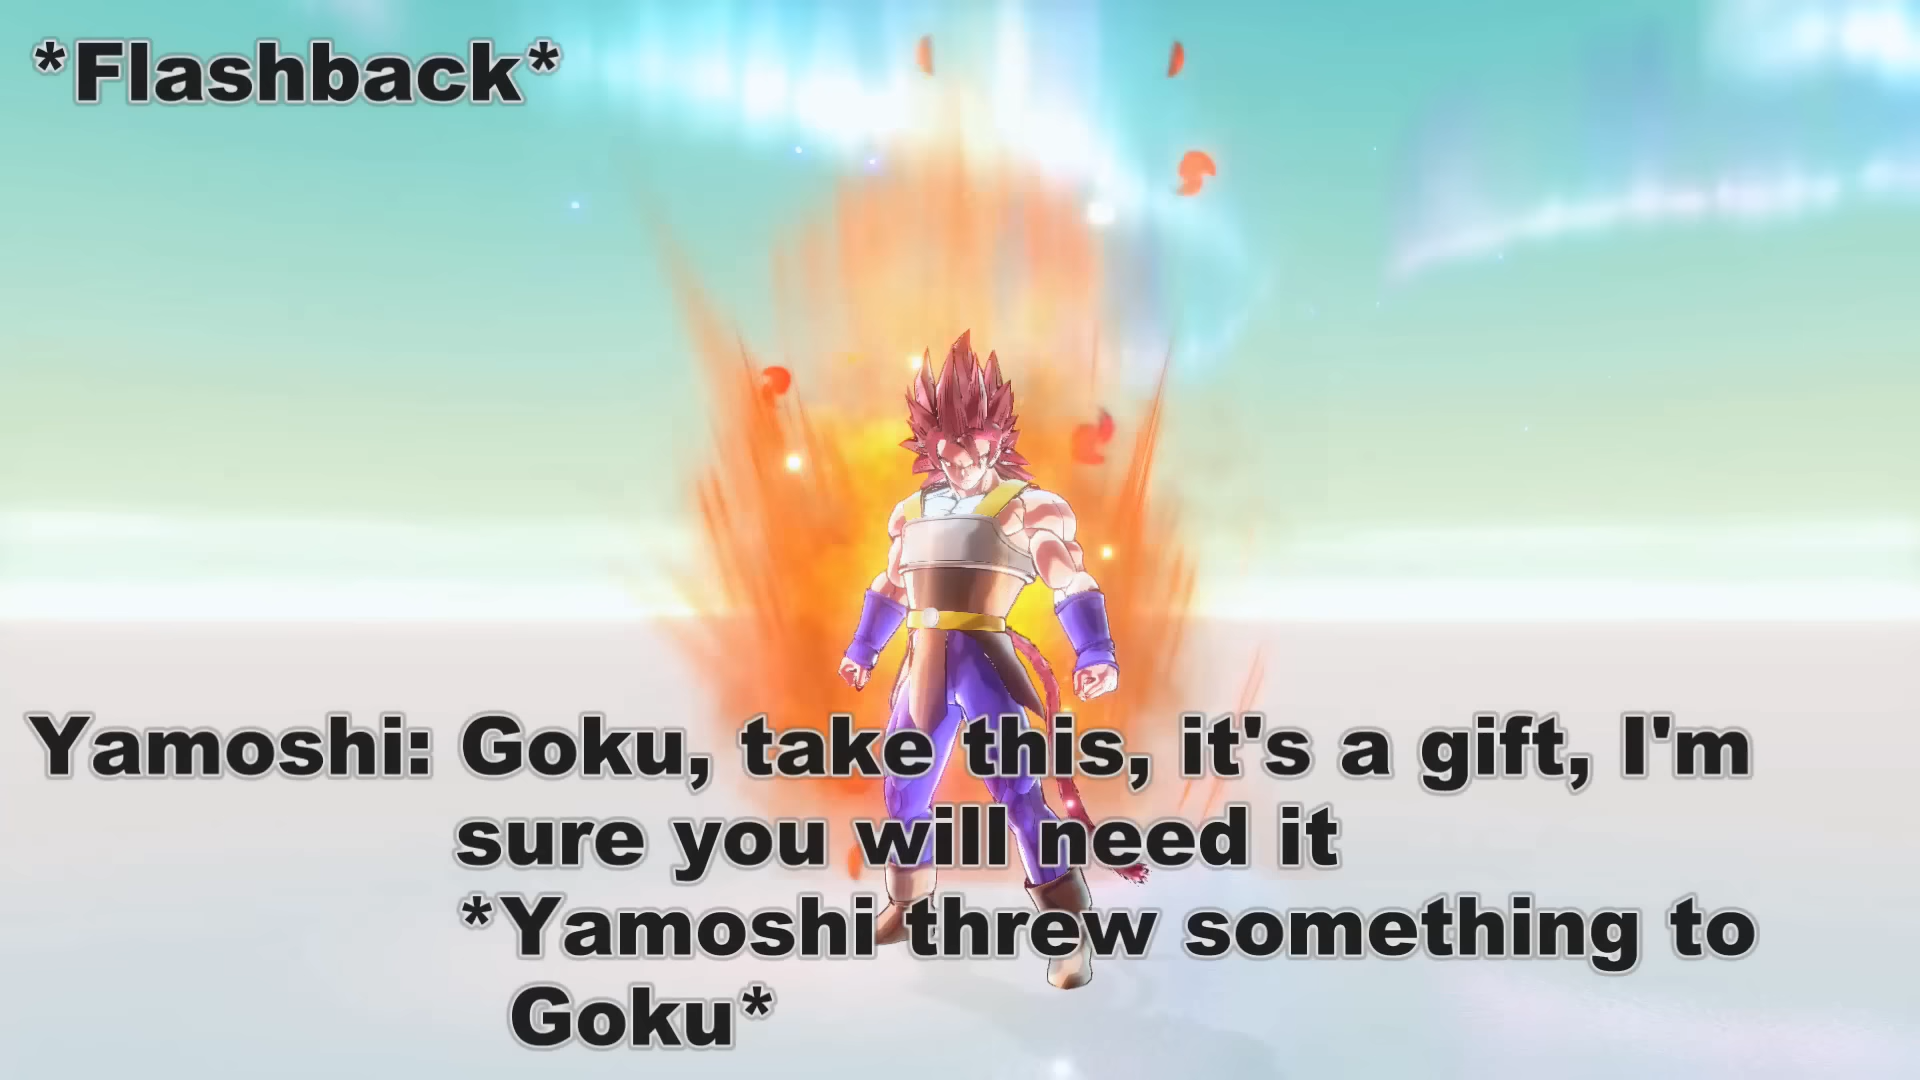 *Flashback*
Yamoshi: Goku, take this, it's a gift, I'm
sure you will need it
*Yamoshi threw something to
Goku*